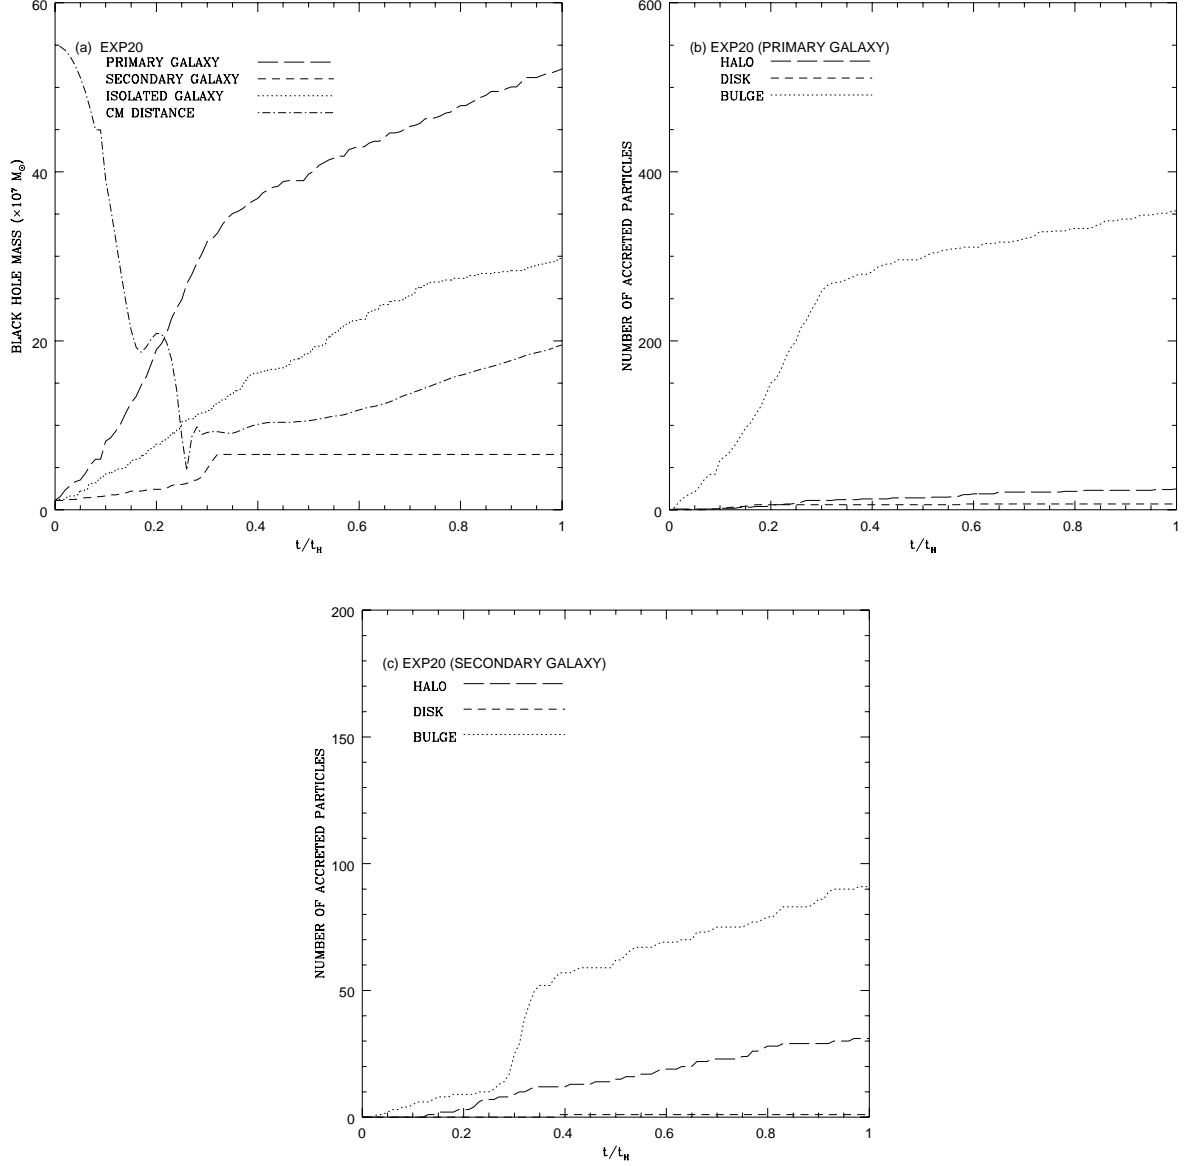 60
40
20
0
0
0.2
0.4
0.6
0.8
1
BLACK HOLE MASS (×10⁷ M☉)
t/t_H
(a) EXP20
PRIMARY GALAXY
SECONDARY GALAXY
ISOLATED GALAXY
CM DISTANCE
600
400
200
0
0
0.2
0.4
0.6
0.8
1
NUMBER OF ACCRETED PARTICLES
t/t_H
(b) EXP20 (PRIMARY GALAXY)
HALO
DISK
BULGE
200
150
100
50
0
0
0.2
0.4
0.6
0.8
1
NUMBER OF ACCRETED PARTICLES
t/t_H
(c) EXP20 (SECONDARY GALAXY)
HALO
DISK
BULGE